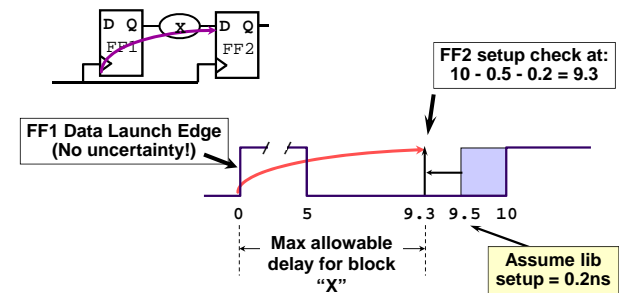 D Q
X
D Q
FF1
FF2
FF2 setup check at:
10 - 0.5 - 0.2 = 9.3
FF1 Data Launch Edge
(No uncertainty!)
0 5 9.3 9.5 10
Max allowable
delay for block
“X”
Assume lib
setup = 0.2ns